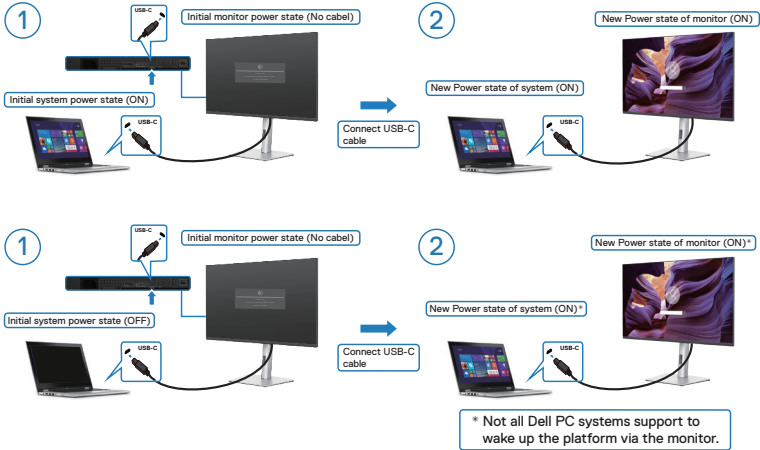 1
USB-C
Initial monitor power state (No cabel)
2
New Power state of monitor (ON)
Initial system power state (ON)
USB-C
New Power state of system (ON)
USB-C
Connect USB-C
cable
1
USB-C
Initial monitor power state (No cabel)
2
New Power state of monitor (ON)*
Initial system power state (OFF)
USB-C
New Power state of system (ON)*
USB-C
Connect USB-C
cable
* Not all Dell PC systems support to
wake up the platform via the monitor.